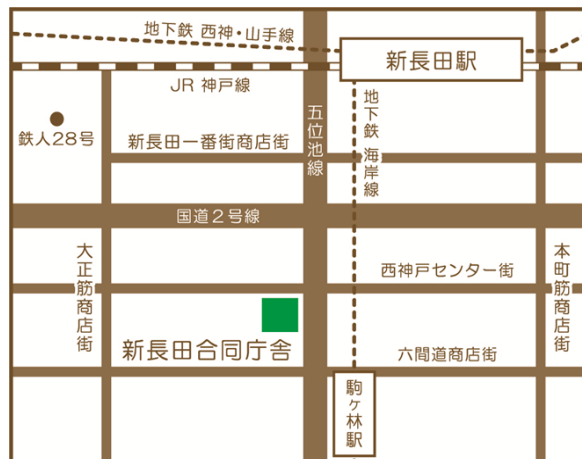 地下鉄 西神・山手線
新長田駅
JR 神戸線
鉄人28号
新長田一番街商店街
五位池線
地下鉄 海岸線
国道2号線
大正筋商店街
西神戸センター街
本町筋商店街
新長田合同庁舎
六間道商店街
駒ヶ林駅